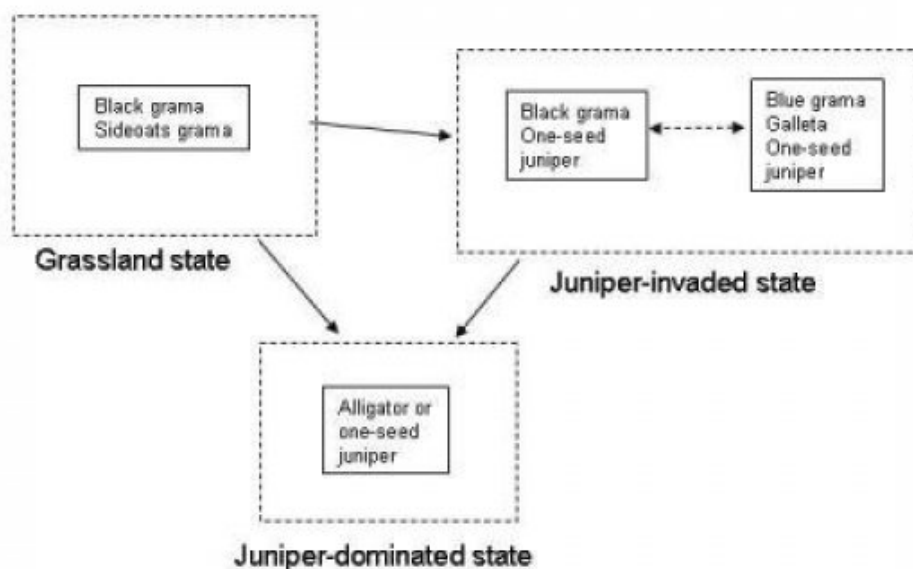 Black grama
Sideoats grama
Grassland state
Black grama
One-seed
juniper
Blue grama
Galleta
One-seed
juniper
Juniper-invaded state
Alligator or
one-seed
juniper
Juniper-dominated state